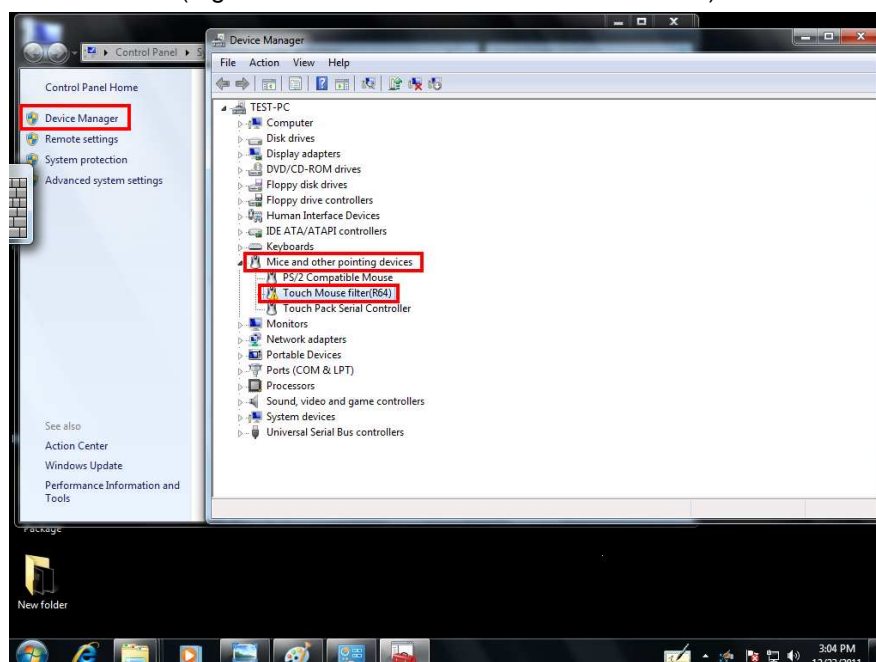 Control Panel
Control Panel Home
Device Manager
Remote settings
System protection
Advanced system settings
See also
Action Center
Windows Update
Performance Information and
Tools
Device Manager
File Action View Help
TEST-PC
Computer
Disk drives
Display adapters
DVD/CD-ROM drives
Floppy disk drives
Floppy drive controllers
Human Interface Devices
IDE ATA/ATAPI controllers
Keyboards
Mice and other pointing devices
PS/2 Compatible Mouse
Touch Mouse filter(R64)
Touch Pack Serial Controller
Monitors
Network adapters
Portable Devices
Ports (COM & LPT)
Processors
Sound, video and game controllers
System devices
Universal Serial Bus controllers
Package
New folder
3:04 PM